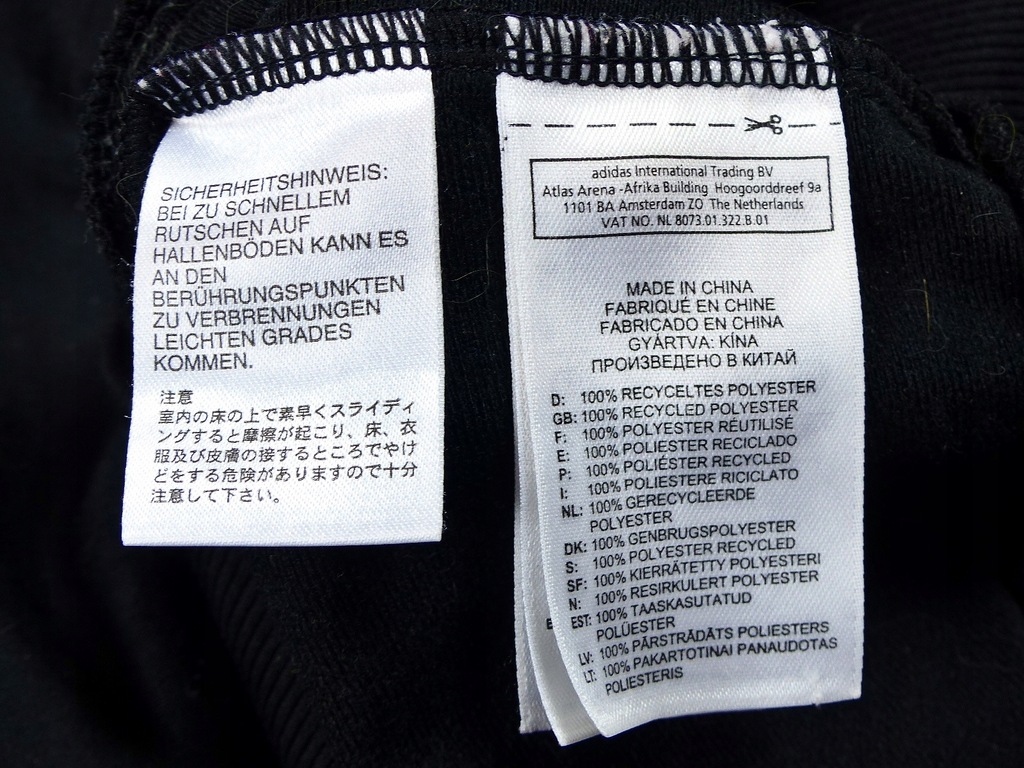 SICHERHEITSHINWEIS:
BEI ZU SCHNELLEM
RUTSCHEN AUF
HALLENBÖDEN KANN ES
AN DEN
BERÜHRUNGSPUNKTEN
ZU VERBRENNUNGEN
LEICHTEN GRADES
KOMMEN.
注意
室内の床の上で素早くスライディ
ングすると摩擦が起こり、床、衣
服及び皮膚の接するところでやけ
どをする危険がありますので十分
注意して下さい。
adidas International Trading BV
Atlas Arena -Afrika Building Hoogoorddreef 9a
1101 BA Amsterdam ZO The Netherlands
VAT NO. NL 8073.01.322.B.01
MADE IN CHINA
FABRIQUÉ EN CHINE
FABRICADO EN CHINA
GYÁRTVA: KÍNA
ПРОИЗВЕДЕНО В КИТАЙ
D: 100% RECYCELTES POLYESTER
GB: 100% RECYCLED POLYESTER
F: 100% POLYESTER RÉUTILISÉ
E: 100% POLIESTER RECICLADO
P: 100% POLIÉSTER RECYCLED
I: 100% POLIESTERE RICICLATO
NL: 100% GERECYCLEERDE
POLYESTER
DK: 100% GENBRUGSPOLYESTER
S: 100% POLYESTER RECYCLED
SF: 100% KIERRÄTETTY POLYESTERI
N: 100% RESIRKULERT POLYESTER
EST: 100% TAASKASUTATUD
POLÜESTER
LV: 100% PĀRSTRĀDĀTS POLIESTERS
LT: 100% PAKARTOTINAI PANAUDOTAS
POLIESTERIS